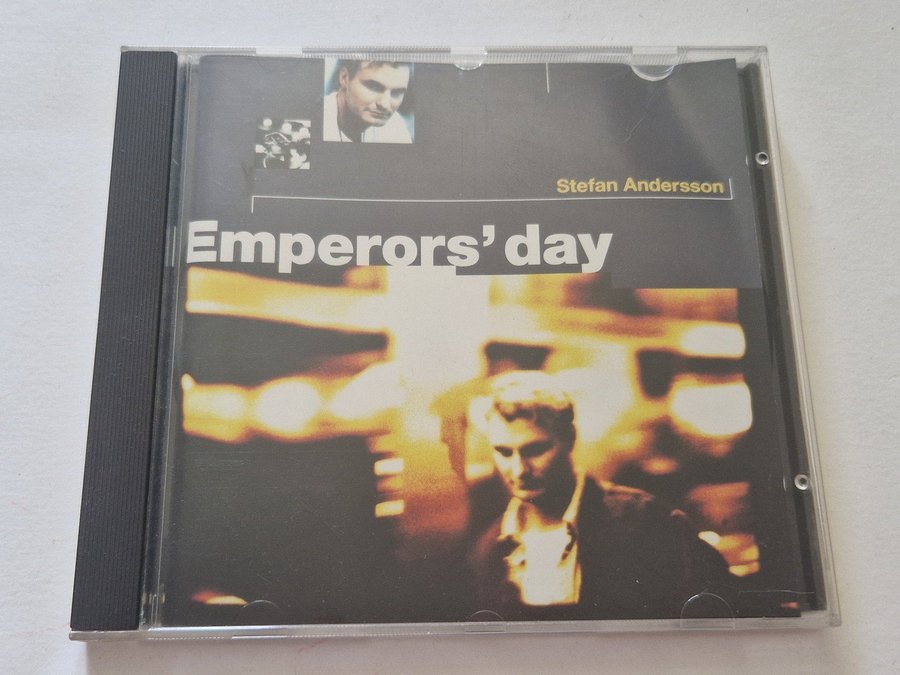 Stefan Andersson
Emperors’ day